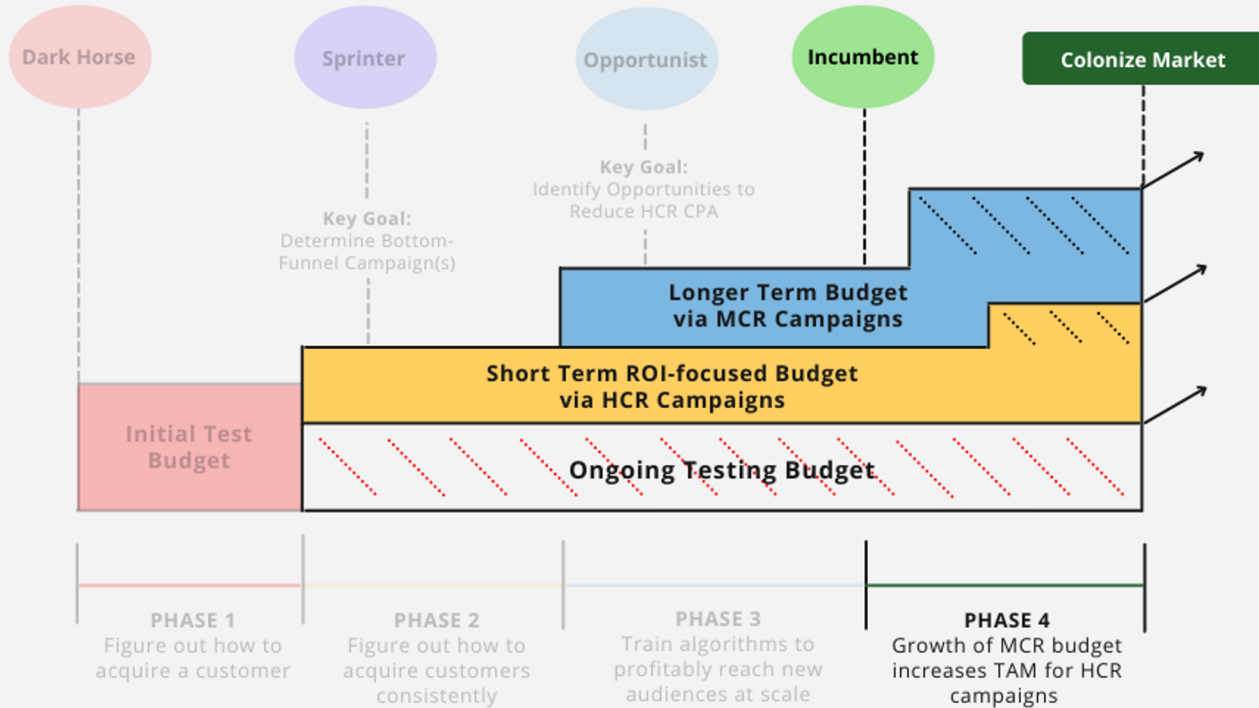 Dark Horse
Sprinter
Opportunist
Incumbent
Colonize Market
Key Goal:
Identify Opportunities to
Reduce HCR CPA
Key Goal:
Determine Bottom-
Funnel Campaign(s)
Longer Term Budget
via MCR Campaigns
Short Term ROI-focused Budget
via HCR Campaigns
Initial Test
Budget
Ongoing Testing Budget
PHASE 1
Figure out how to
acquire a customer
PHASE 2
Figure out how to
acquire customers
consistently
PHASE 3
Train algorithms to
profitably reach new
audiences at scale
PHASE 4
Growth of MCR budget
increases TAM for HCR
campaigns